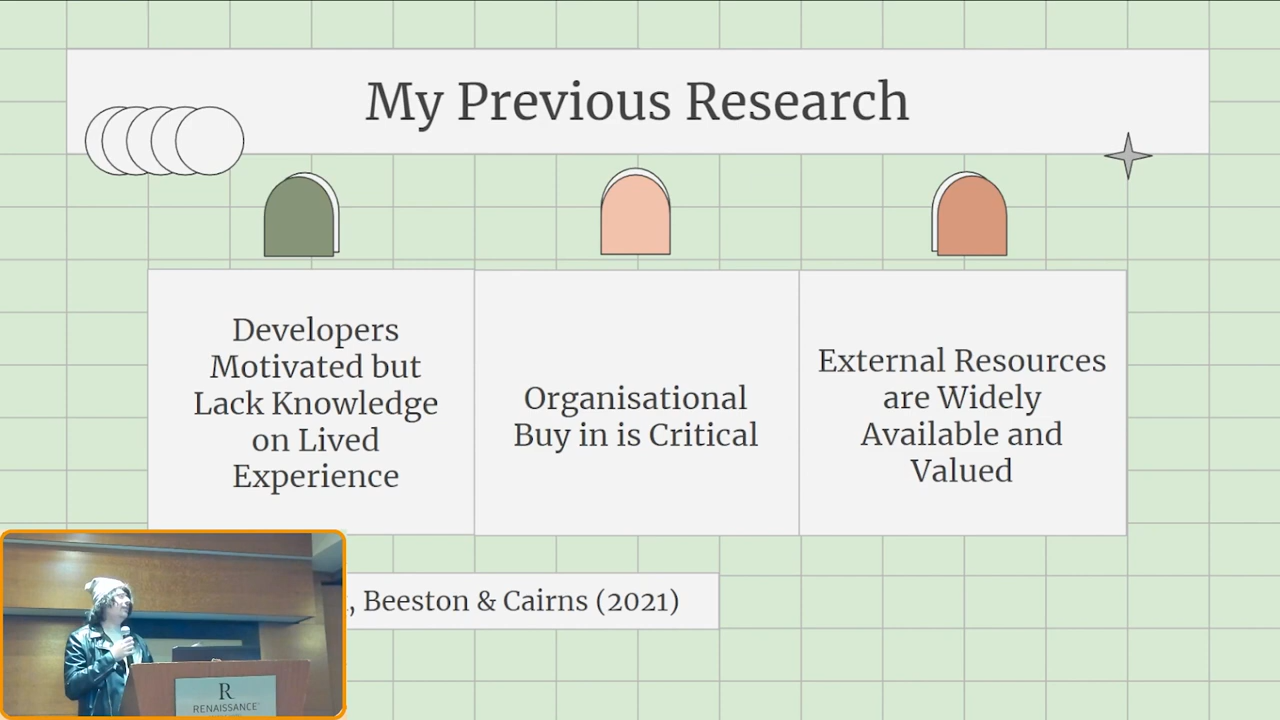 My Previous Research
Developers
Motivated but
Lack Knowledge
on Lived
Experience
Organisational
Buy in is Critical
External Resources
are Widely
Available and
Valued
, Beeston & Cairns (2021)
R
RENAISSANCE